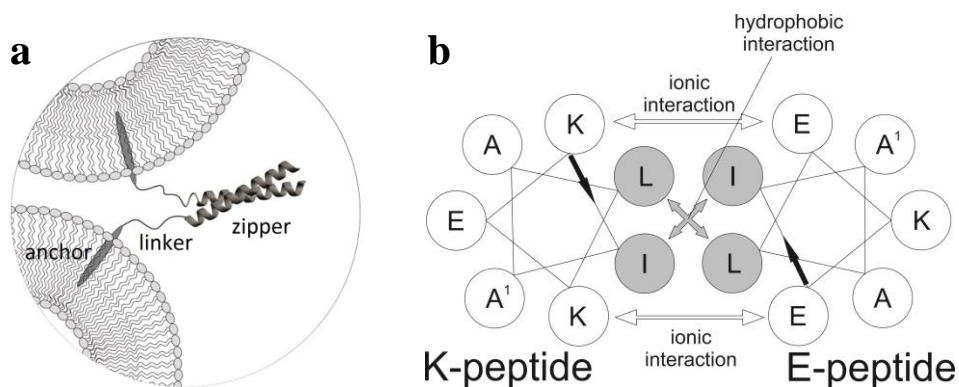 a
anchor
linker
zipper
b
hydrophobic
interaction
ionic
interaction
K E
A A¹
L I
E K
I L
A¹ K E A
ionic
interaction
K-peptide E-peptide